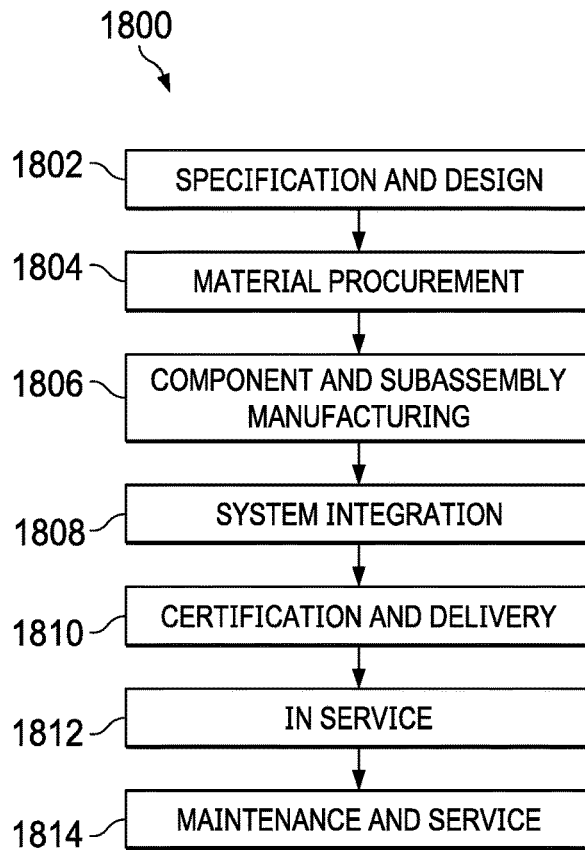 1800
1802
SPECIFICATION AND DESIGN
1804
MATERIAL PROCUREMENT
1806
COMPONENT AND SUBASSEMBLY
MANUFACTURING
1808
SYSTEM INTEGRATION
1810
CERTIFICATION AND DELIVERY
1812
IN SERVICE
1814
MAINTENANCE AND SERVICE